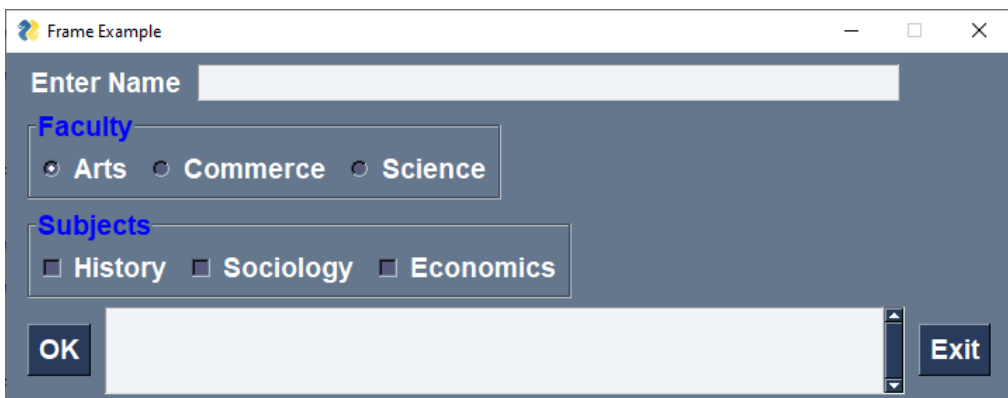 Frame Example
Enter Name
Faculty
Arts Commerce Science
Subjects
History Sociology Economics
OK Exit